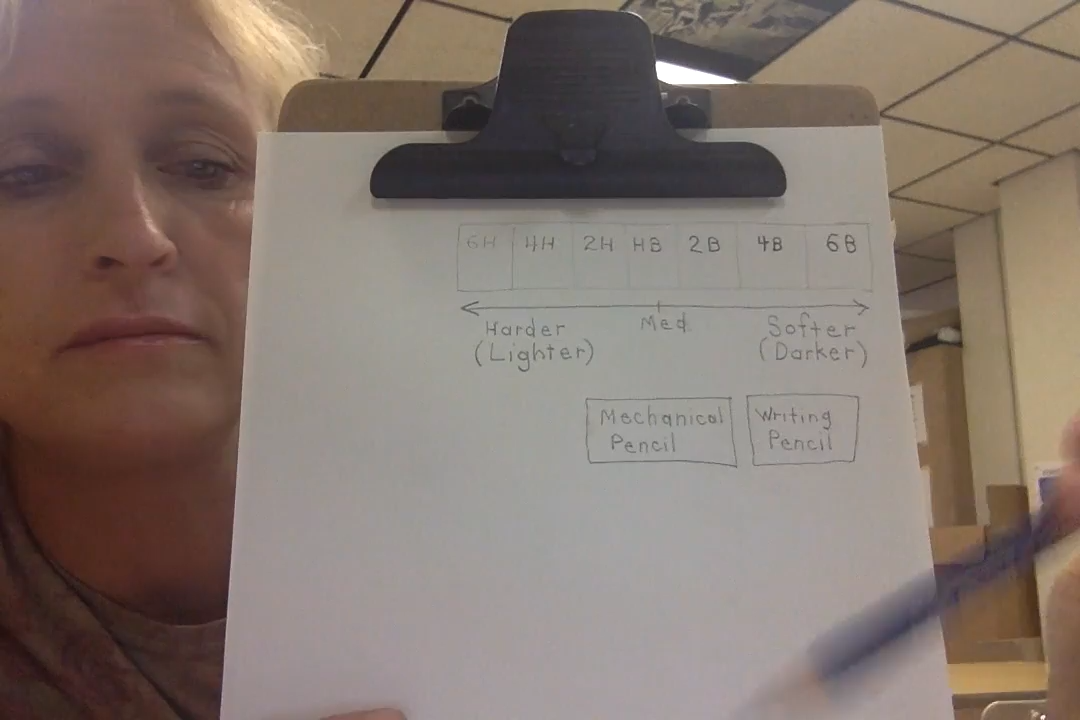 6H 4H 2H HB 2B 4B 6B
Harder Med. Softer
(Lighter) (Darker)
Mechanical Writing
Pencil Pencil